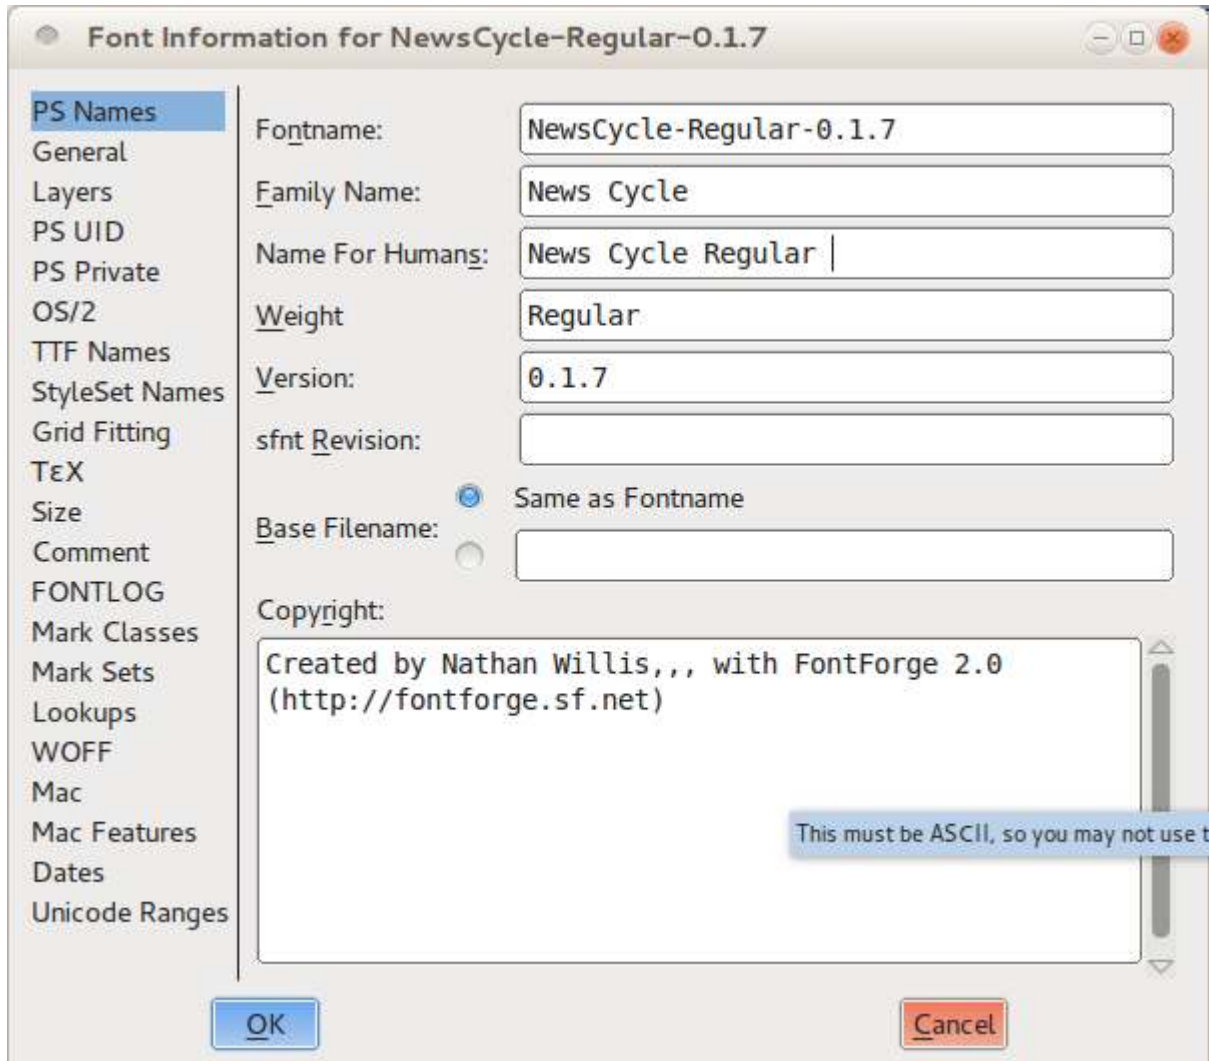 Font Information for NewsCycle-Regular-0.1.7
PS Names
General
Layers
PS UID
PS Private
OS/2
TTF Names
StyleSet Names
Grid Fitting
TεX
Size
Comment
FONTLOG
Mark Classes
Mark Sets
Lookups
WOFF
Mac
Mac Features
Dates
Unicode Ranges
Fontname: NewsCycle-Regular-0.1.7
Family Name: News Cycle
Name For Humans: News Cycle Regular
Weight Regular
Version: 0.1.7
sfnt Revision:
Same as Fontname
Base Filename:
Copyright:
Created by Nathan Willis,,, with FontForge 2.0
(http://fontforge.sf.net)
This must be ASCII, so you may not use t
OK Cancel